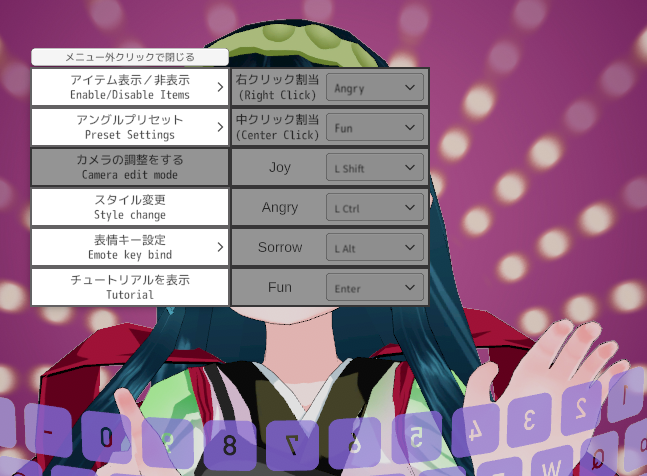 メニュー外クリックで閉じる
アイテム表示／非表示
Enable/Disable Items
アングルプリセット
Preset Settings
カメラの調整をする
Camera edit mode
スタイル変更
Style change
表情キー設定
Emote key bind
チュートリアルを表示
Tutorial
右クリック割当
(Right Click)
Angry
中クリック割当
(Center Click)
Fun
Joy
L Shift
Angry
L Ctrl
Sorrow
L Alt
Fun
Enter
- 0 9 8 7 6 5 4 3 2 1
W Q